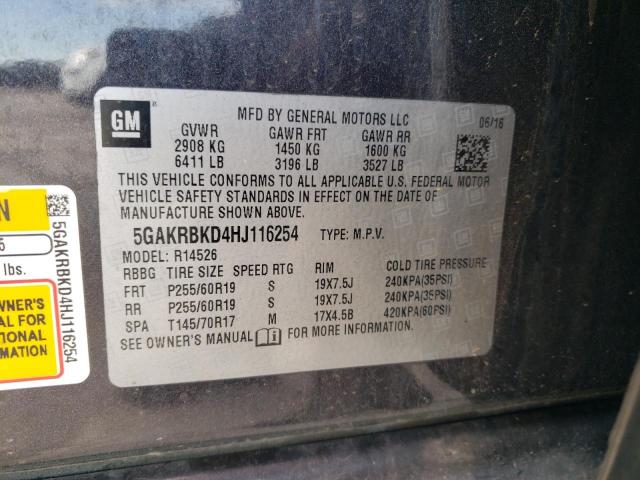 GM
MFD BY GENERAL MOTORS LLC
06/16
GVWR GAWR FRT GAWR RR
2908 KG 1450 KG 1600 KG
6411 LB 3196 LB 3527 LB
THIS VEHICLE CONFORMS TO ALL APPLICABLE U.S. FEDERAL MOTOR
VEHICLE SAFETY STANDARDS IN EFFECT ON THE DATE OF
MANUFACTURE SHOWN ABOVE.
5GAKRBKD4HJ116254 TYPE: M.P.V.
MODEL: R14526
RBBG TIRE SIZE SPEED RTG RIM COLD TIRE PRESSURE
FRT P255/60R19 S 19X7.5J 240KPA(35PSI)
RR P255/60R19 S 19X7.5J 240KPA(35PSI)
SPA T145/70R17 M 17X4.5B 420KPA(60PSI)
SEE OWNER'S MANUAL FOR MORE INFORMATION.
N
5
lbs.
OWNER'S
AL FOR
TIONAL
MATION
5GAKRBKD4HJ116254